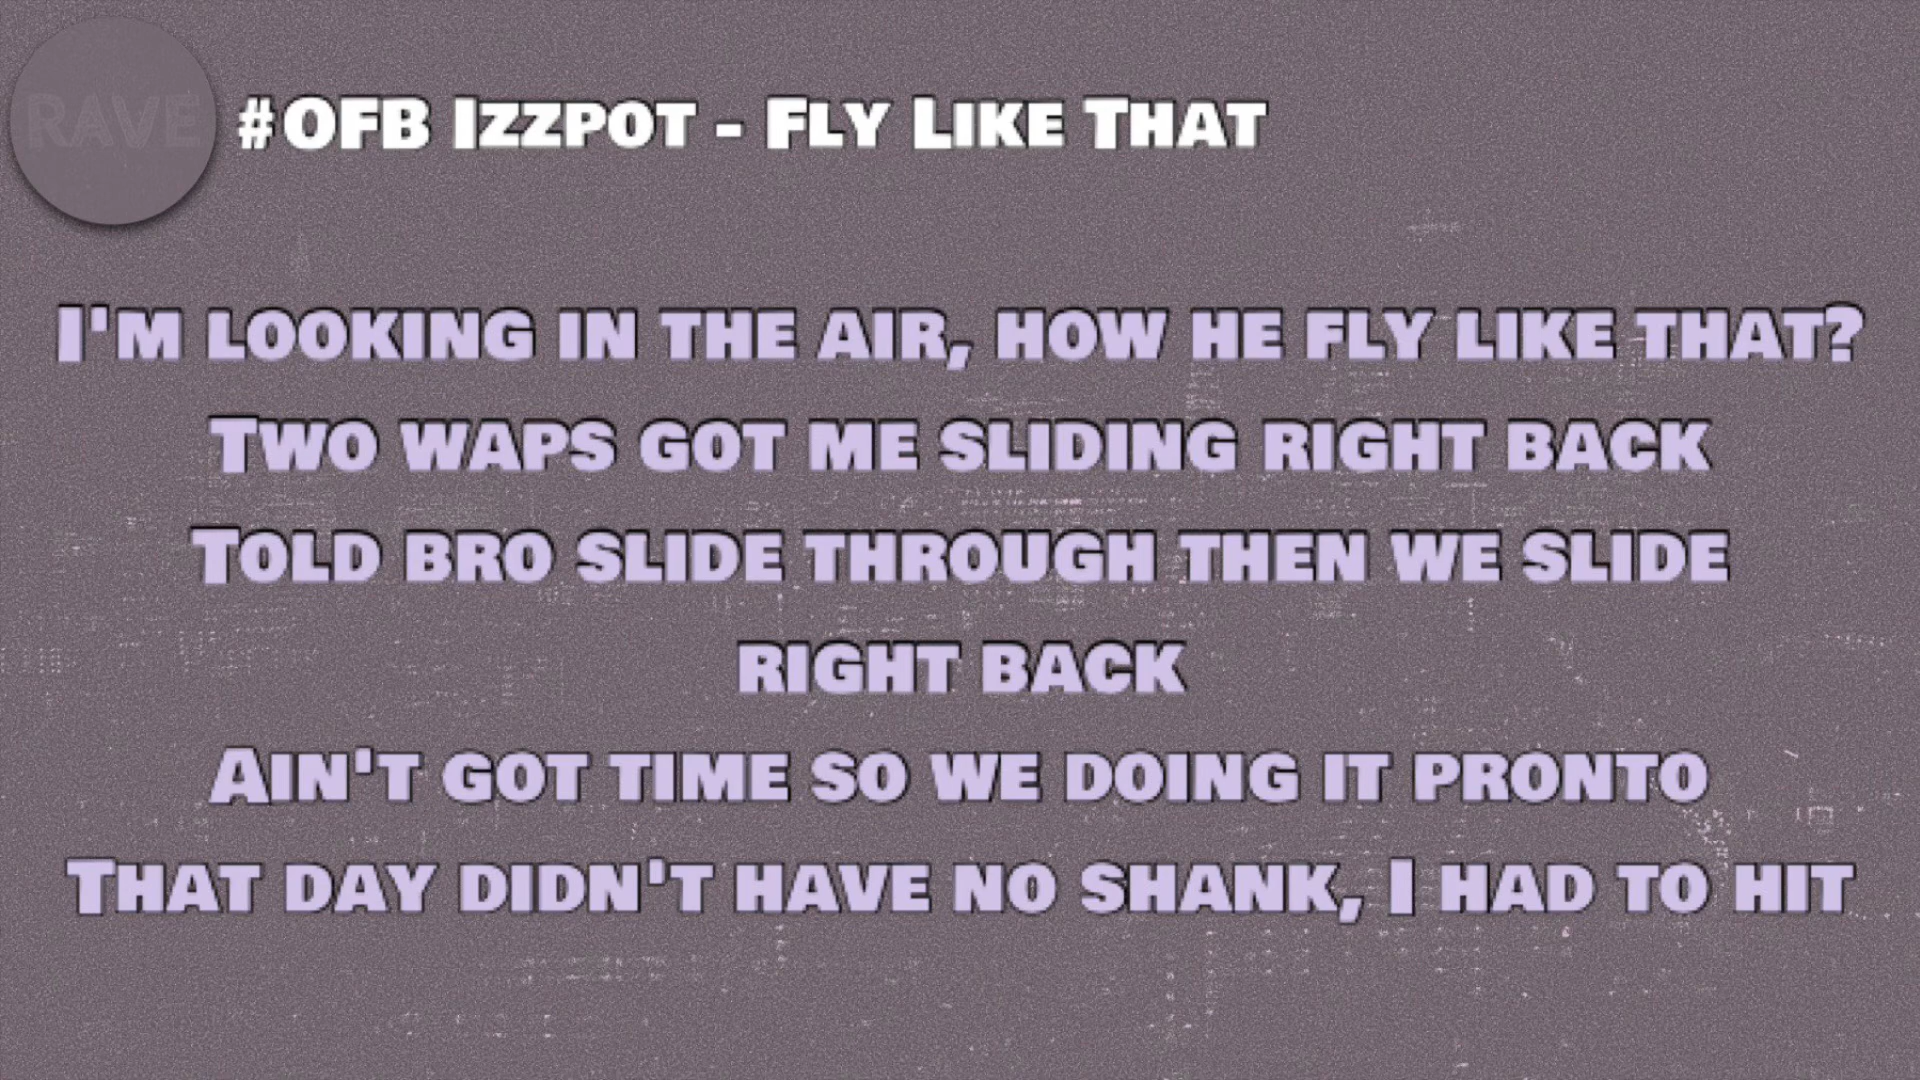 RAVE
#OFB Izzpot - Fly Like That
I'm looking in the air, how he fly like that?
Two waps got me sliding right back
Told bro slide through then we slide
right back
Ain't got time so we doing it pronto
That day didn't have no shank, I had to hit